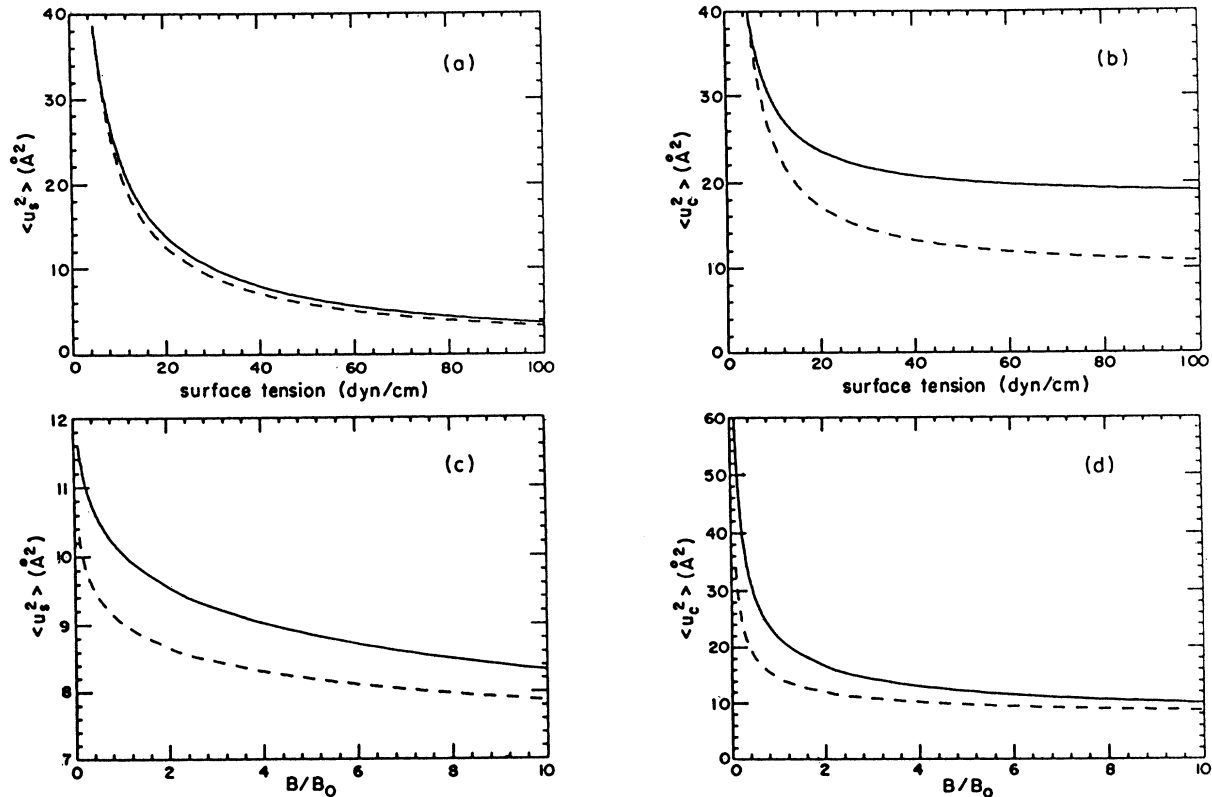 40
30
20
10
0
<u_s^2> (Å^2)
(a)
0 20 40 60 80 100
surface tension (dyn/cm)
40
30
20
10
0
<u_c^2> (Å^2)
(b)
0 20 40 60 80 100
surface tension (dyn/cm)
12
11
10
9
8
7
<u_s^2> (Å^2)
(c)
0 2 4 6 8 10
B/B_0
60
50
40
30
20
10
0
<u_c^2> (Å^2)
(d)
0 2 4 6 8 10
B/B_0